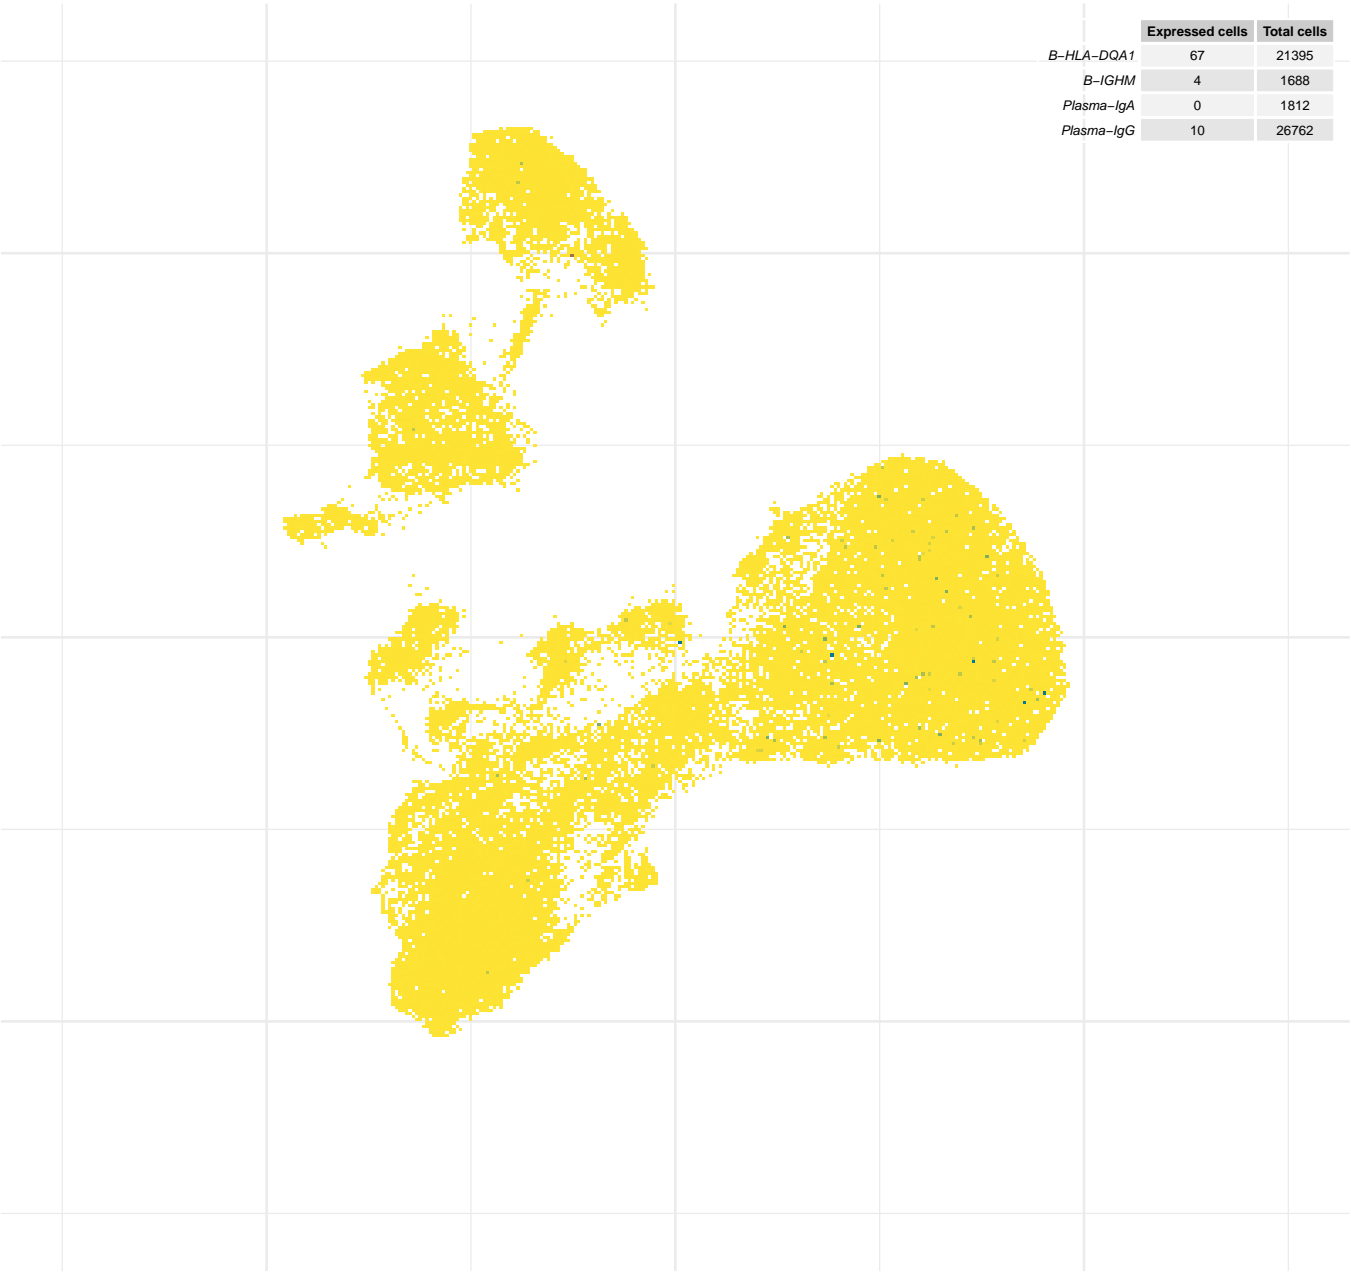 Expressed cells Total cells
B−HLA−DQA1 67 21395
B−IGHM 4 1688
Plasma−IgA 0 1812
Plasma−IgG 10 26762